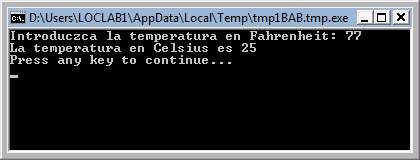 D:\Users\LOCLAB1\AppData\Local\Temp\tmp1BAB.tmp.exe
Introduczca la temperatura en Fahrenheit: 77
La temperatura en Celsius es 25
Press any key to continue...